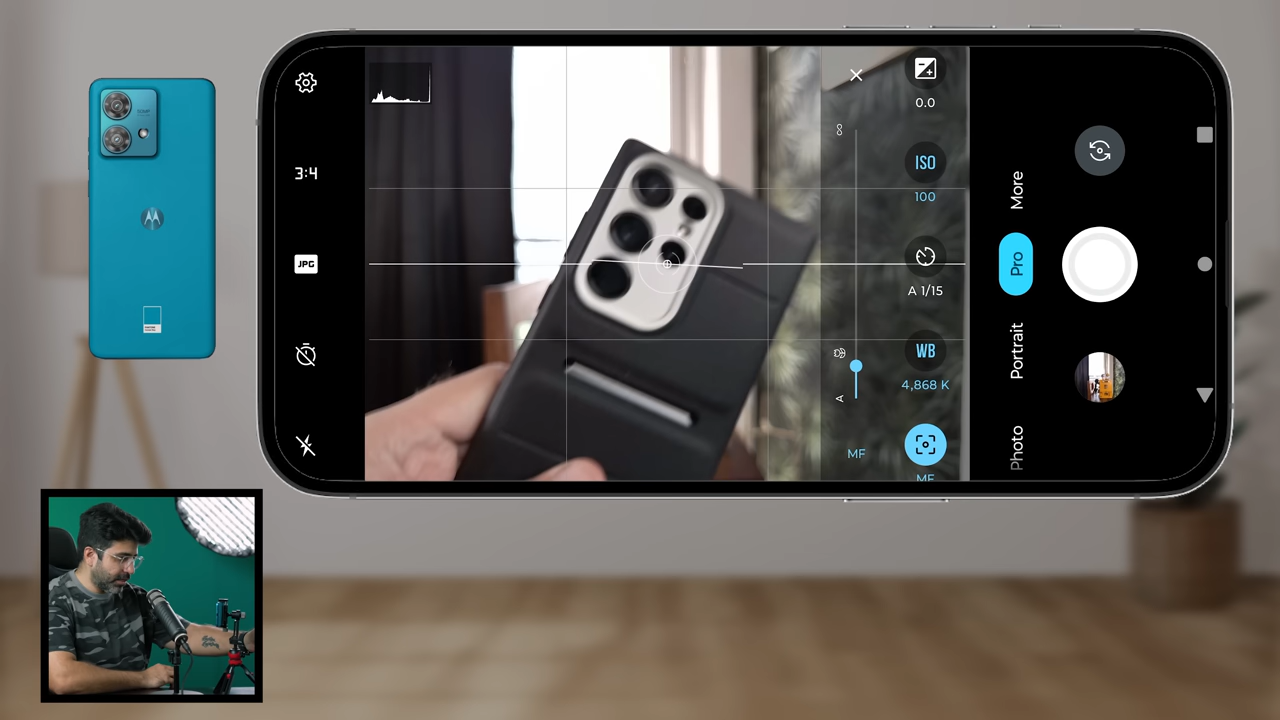 3:4
JPG
0.0
ISO
100
A 1/15
WB
4,868 K
MF
A
MF
More
Pro
Portrait
Photo